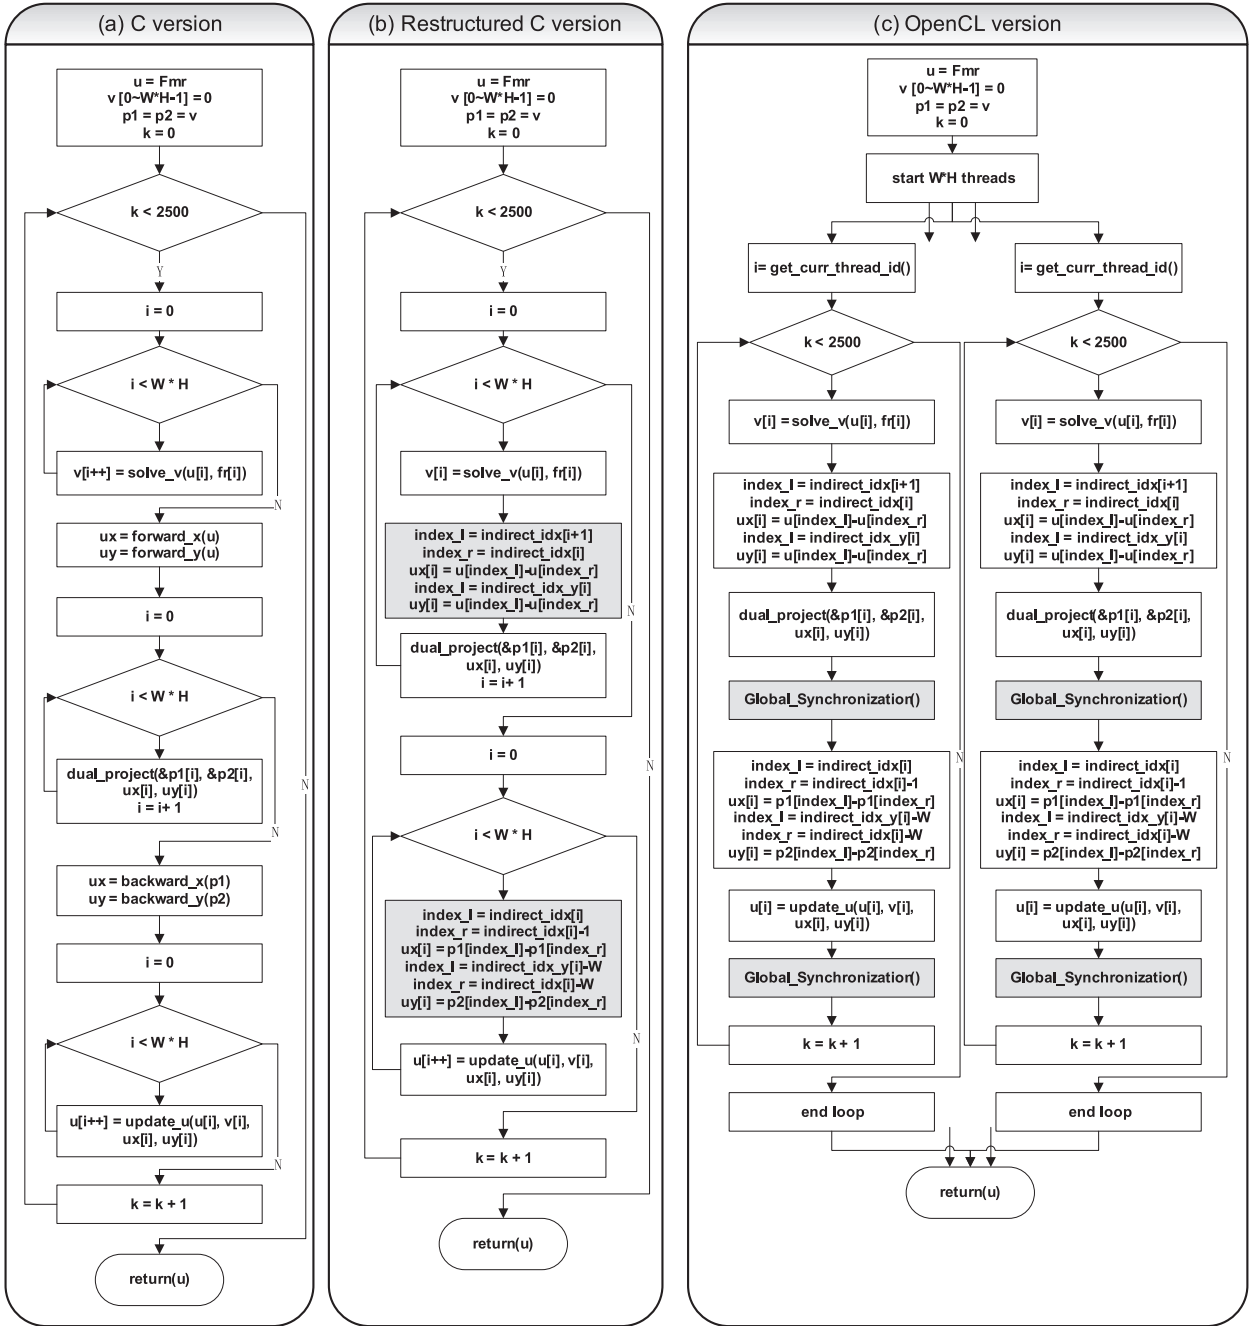 (a) C version
u = Fmr
v [0~W*H-1] = 0
p1 = p2 = v
k = 0
k < 2500
Y
i = 0
i < W * H
v[i++] = solve_v(u[i], fr[i])
N
ux = forward_x(u)
uy = forward_y(u)
i = 0
i < W * H
dual_project(&p1[i], &p2[i],
ux[i], uy[i])
i = i+ 1
N
N
ux = backward_x(p1)
uy = backward_y(p2)
i = 0
i < W * H
u[i++] = update_u(u[i], v[i],
ux[i], uy[i])
N
k = k + 1
return(u)
(b) Restructured C version
u = Fmr
v [0~W*H-1] = 0
p1 = p2 = v
k = 0
k < 2500
Y
i = 0
i < W * H
v[i] = solve_v(u[i], fr[i])
index_l = indirect_idx[i+1]
index_r = indirect_idx[i]
ux[i] = u[index_l]-u[index_r]
index_l = indirect_idx_y[i]
uy[i] = u[index_l]-u[index_r]
N
dual_project(&p1[i], &p2[i],
ux[i], uy[i])
i = i+ 1
i = 0
N
i < W * H
index_l = indirect_idx[i]
index_r = indirect_idx[i]-1
ux[i] = p1[index_l]-p1[index_r]
index_l = indirect_idx_y[i]-W
index_r = indirect_idx[i]-W
uy[i] = p2[index_l]-p2[index_r]
N
u[i++] = update_u(u[i], v[i],
ux[i], uy[i])
k = k + 1
return(u)
(c) OpenCL version
u = Fmr
v [0~W*H-1] = 0
p1 = p2 = v
k = 0
start W*H threads
i= get_curr_thread_id()
k < 2500
v[i] = solve_v(u[i], fr[i])
index_l = indirect_idx[i+1]
index_r = indirect_idx[i]
ux[i] = u[index_l]-u[index_r]
index_l = indirect_idx_y[i]
uy[i] = u[index_l]-u[index_r]
dual_project(&p1[i], &p2[i],
ux[i], uy[i])
Global_Synchronization()
N
index_l = indirect_idx[i]
index_r = indirect_idx[i]-1
ux[i] = p1[index_l]-p1[index_r]
index_l = indirect_idx_y[i]-W
index_r = indirect_idx[i]-W
uy[i] = p2[index_l]-p2[index_r]
u[i] = update_u(u[i], v[i],
ux[i], uy[i])
Global_Synchronization()
k = k + 1
end loop
i= get_curr_thread_id()
k < 2500
v[i] = solve_v(u[i], fr[i])
index_l = indirect_idx[i+1]
index_r = indirect_idx[i]
ux[i] = u[index_l]-u[index_r]
index_l = indirect_idx_y[i]
uy[i] = u[index_l]-u[index_r]
dual_project(&p1[i], &p2[i],
ux[i], uy[i])
Global_Synchronization()
N
index_l = indirect_idx[i]
index_r = indirect_idx[i]-1
ux[i] = p1[index_l]-p1[index_r]
index_l = indirect_idx_y[i]-W
index_r = indirect_idx[i]-W
uy[i] = p2[index_l]-p2[index_r]
u[i] = update_u(u[i], v[i],
ux[i], uy[i])
Global_Synchronization()
k = k + 1
end loop
return(u)